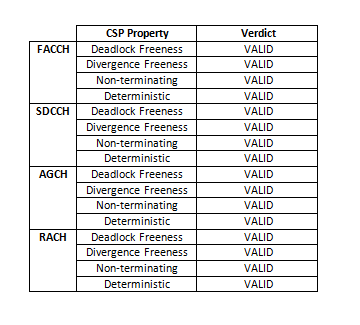 CSP Property Verdict
FACCH Deadlock Freeness VALID
Divergence Freeness VALID
Non-terminating VALID
Deterministic VALID
SDCCH Deadlock Freeness VALID
Divergence Freeness VALID
Non-terminating VALID
Deterministic VALID
AGCH Deadlock Freeness VALID
Divergence Freeness VALID
Non-terminating VALID
Deterministic VALID
RACH Deadlock Freeness VALID
Divergence Freeness VALID
Non-terminating VALID
Deterministic VALID